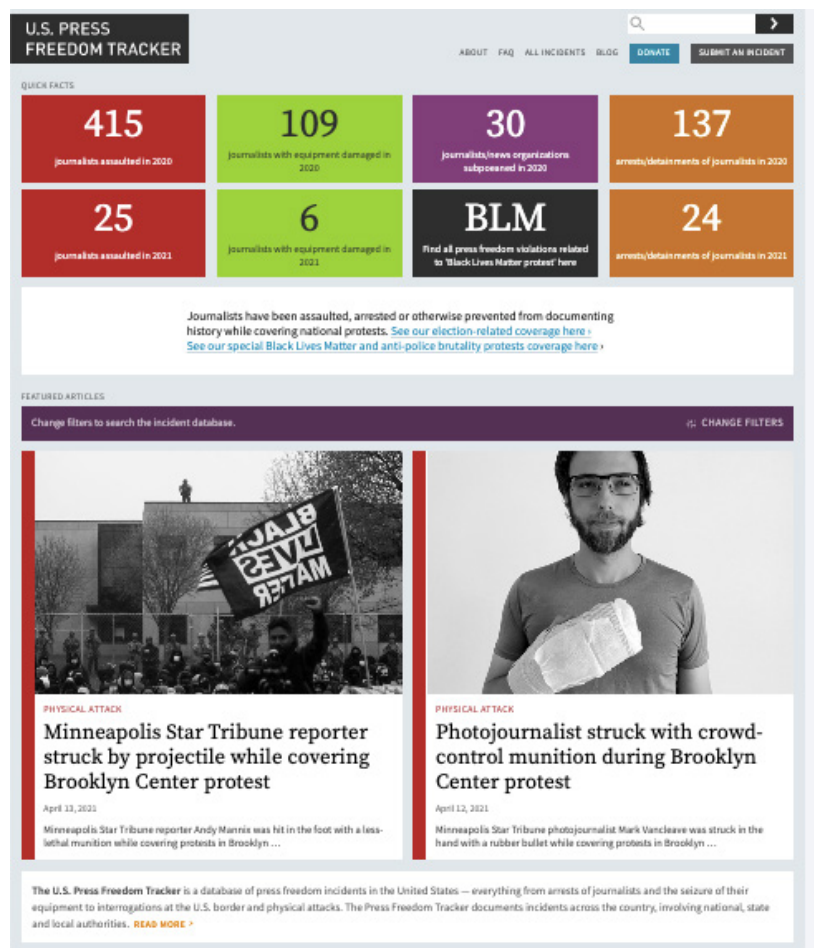 U.S. PRESS
FREEDOM TRACKER
ABOUT FAQ ALL INCIDENTS BLOG DONATE SUBMIT AN INCIDENT
QUICK FACTS
415
journalists assaulted in 2020
109
journalists with equipment damaged in
2020
30
journalists/news organizations
subpoenaed in 2020
137
arrests/detainments of journalists in 2020
25
journalists assaulted in 2021
6
journalists with equipment damaged in
2021
BLM
Find all press freedom violations related
to 'Black Lives Matter protest' here
24
arrests/detainments of journalists in 2021
Journalists have been assaulted, arrested or otherwise prevented from documenting
history while covering national protests. See our election-related coverage here ›
See our special Black Lives Matter and anti-police brutality protests coverage here ›
FEATURED ARTICLES
Change filters to search the incident database.
CHANGE FILTERS
BLACK
LIVES
MATTER
PHYSICAL ATTACK
Minneapolis Star Tribune reporter
struck by projectile while covering
Brooklyn Center protest
April 13, 2021
Minneapolis Star Tribune reporter Andy Mannix was hit in the foot with a less-
lethal munition while covering protests in Brooklyn ...
PHYSICAL ATTACK
Photojournalist struck with crowd-
control munition during Brooklyn
Center protest
April 12, 2021
Minneapolis Star Tribune photojournalist Mark Vancleave was struck in the
hand with a rubber bullet while covering protests in Brooklyn ...
The U.S. Press Freedom Tracker is a database of press freedom incidents in the United States — everything from arrests of journalists and the seizure of their
equipment to interrogations at the U.S. border and physical attacks. The Press Freedom Tracker documents incidents across the country, involving national, state
and local authorities. READ MORE ›